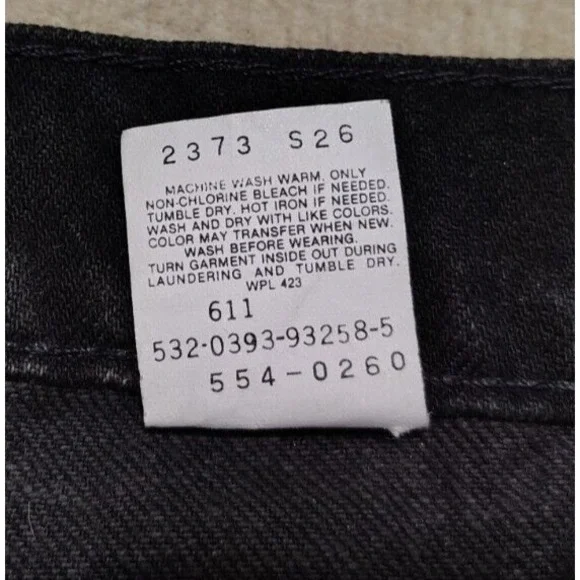 2373 S26
MACHINE WASH WARM. ONLY
NON-CHLORINE BLEACH IF NEEDED.
TUMBLE DRY. HOT IRON IF NEEDED.
WASH AND DRY WITH LIKE COLORS.
COLOR MAY TRANSFER WHEN NEW.
WASH BEFORE WEARING.
TURN GARMENT INSIDE OUT DURING
LAUNDERING AND TUMBLE DRY.
WPL 423
611
532-0393-93258-5
554-0260